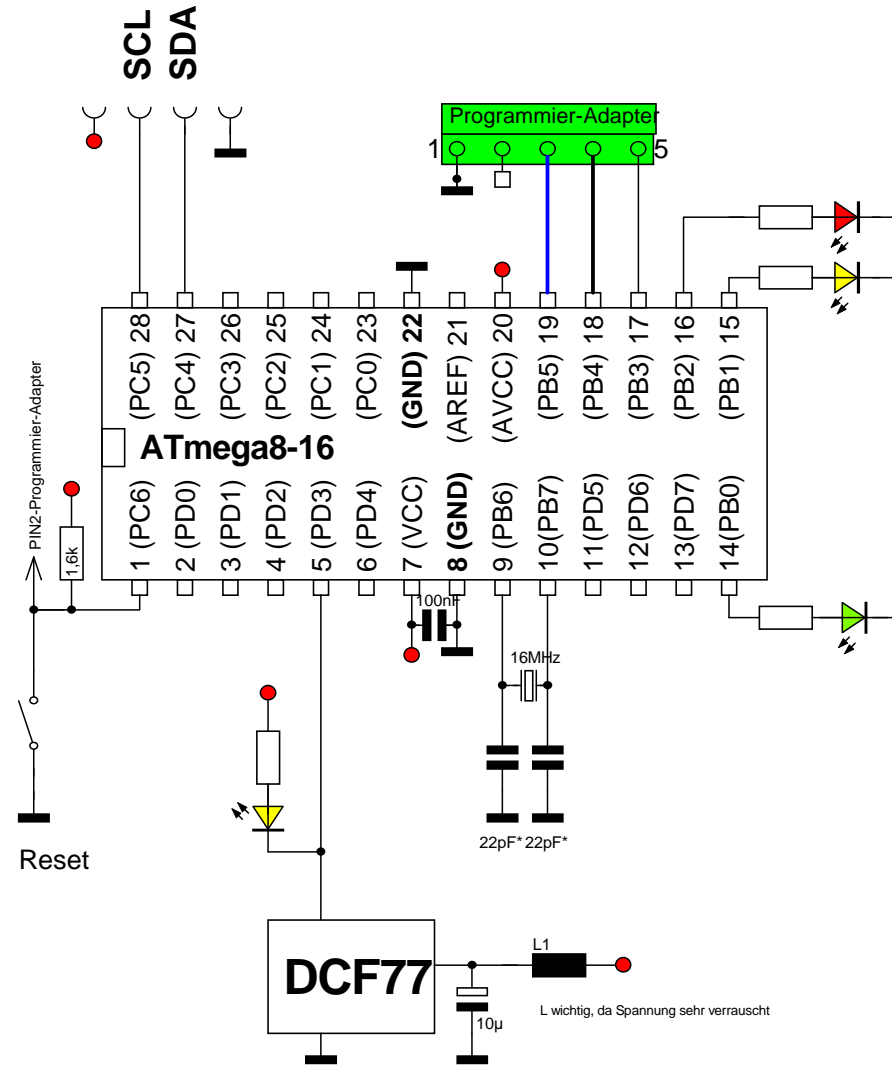 SCL
SDA
Programmier-Adapter
1
5
(PC5) 28
(PC4) 27
(PC3) 26
(PC2) 25
(PC1) 24
(PC0) 23
(GND) 22
(AREF) 21
(AVCC) 20
(PB5) 19
(PB4) 18
(PB3) 17
(PB2) 16
(PB1) 15
ATmega8-16
PIN2-Programmier-Adapter
1,6k
1 (PC6)
2 (PD0)
3 (PD1)
4 (PD2)
5 (PD3)
6 (PD4)
7 (VCC)
8 (GND)
9 (PB6)
10(PB7)
11(PD5)
12(PD6)
13(PD7)
14(PB0)
100nF
16MHz
22pF* 22pF*
Reset
DCF77
L1
10µ
L wichtig, da Spannung sehr verrauscht